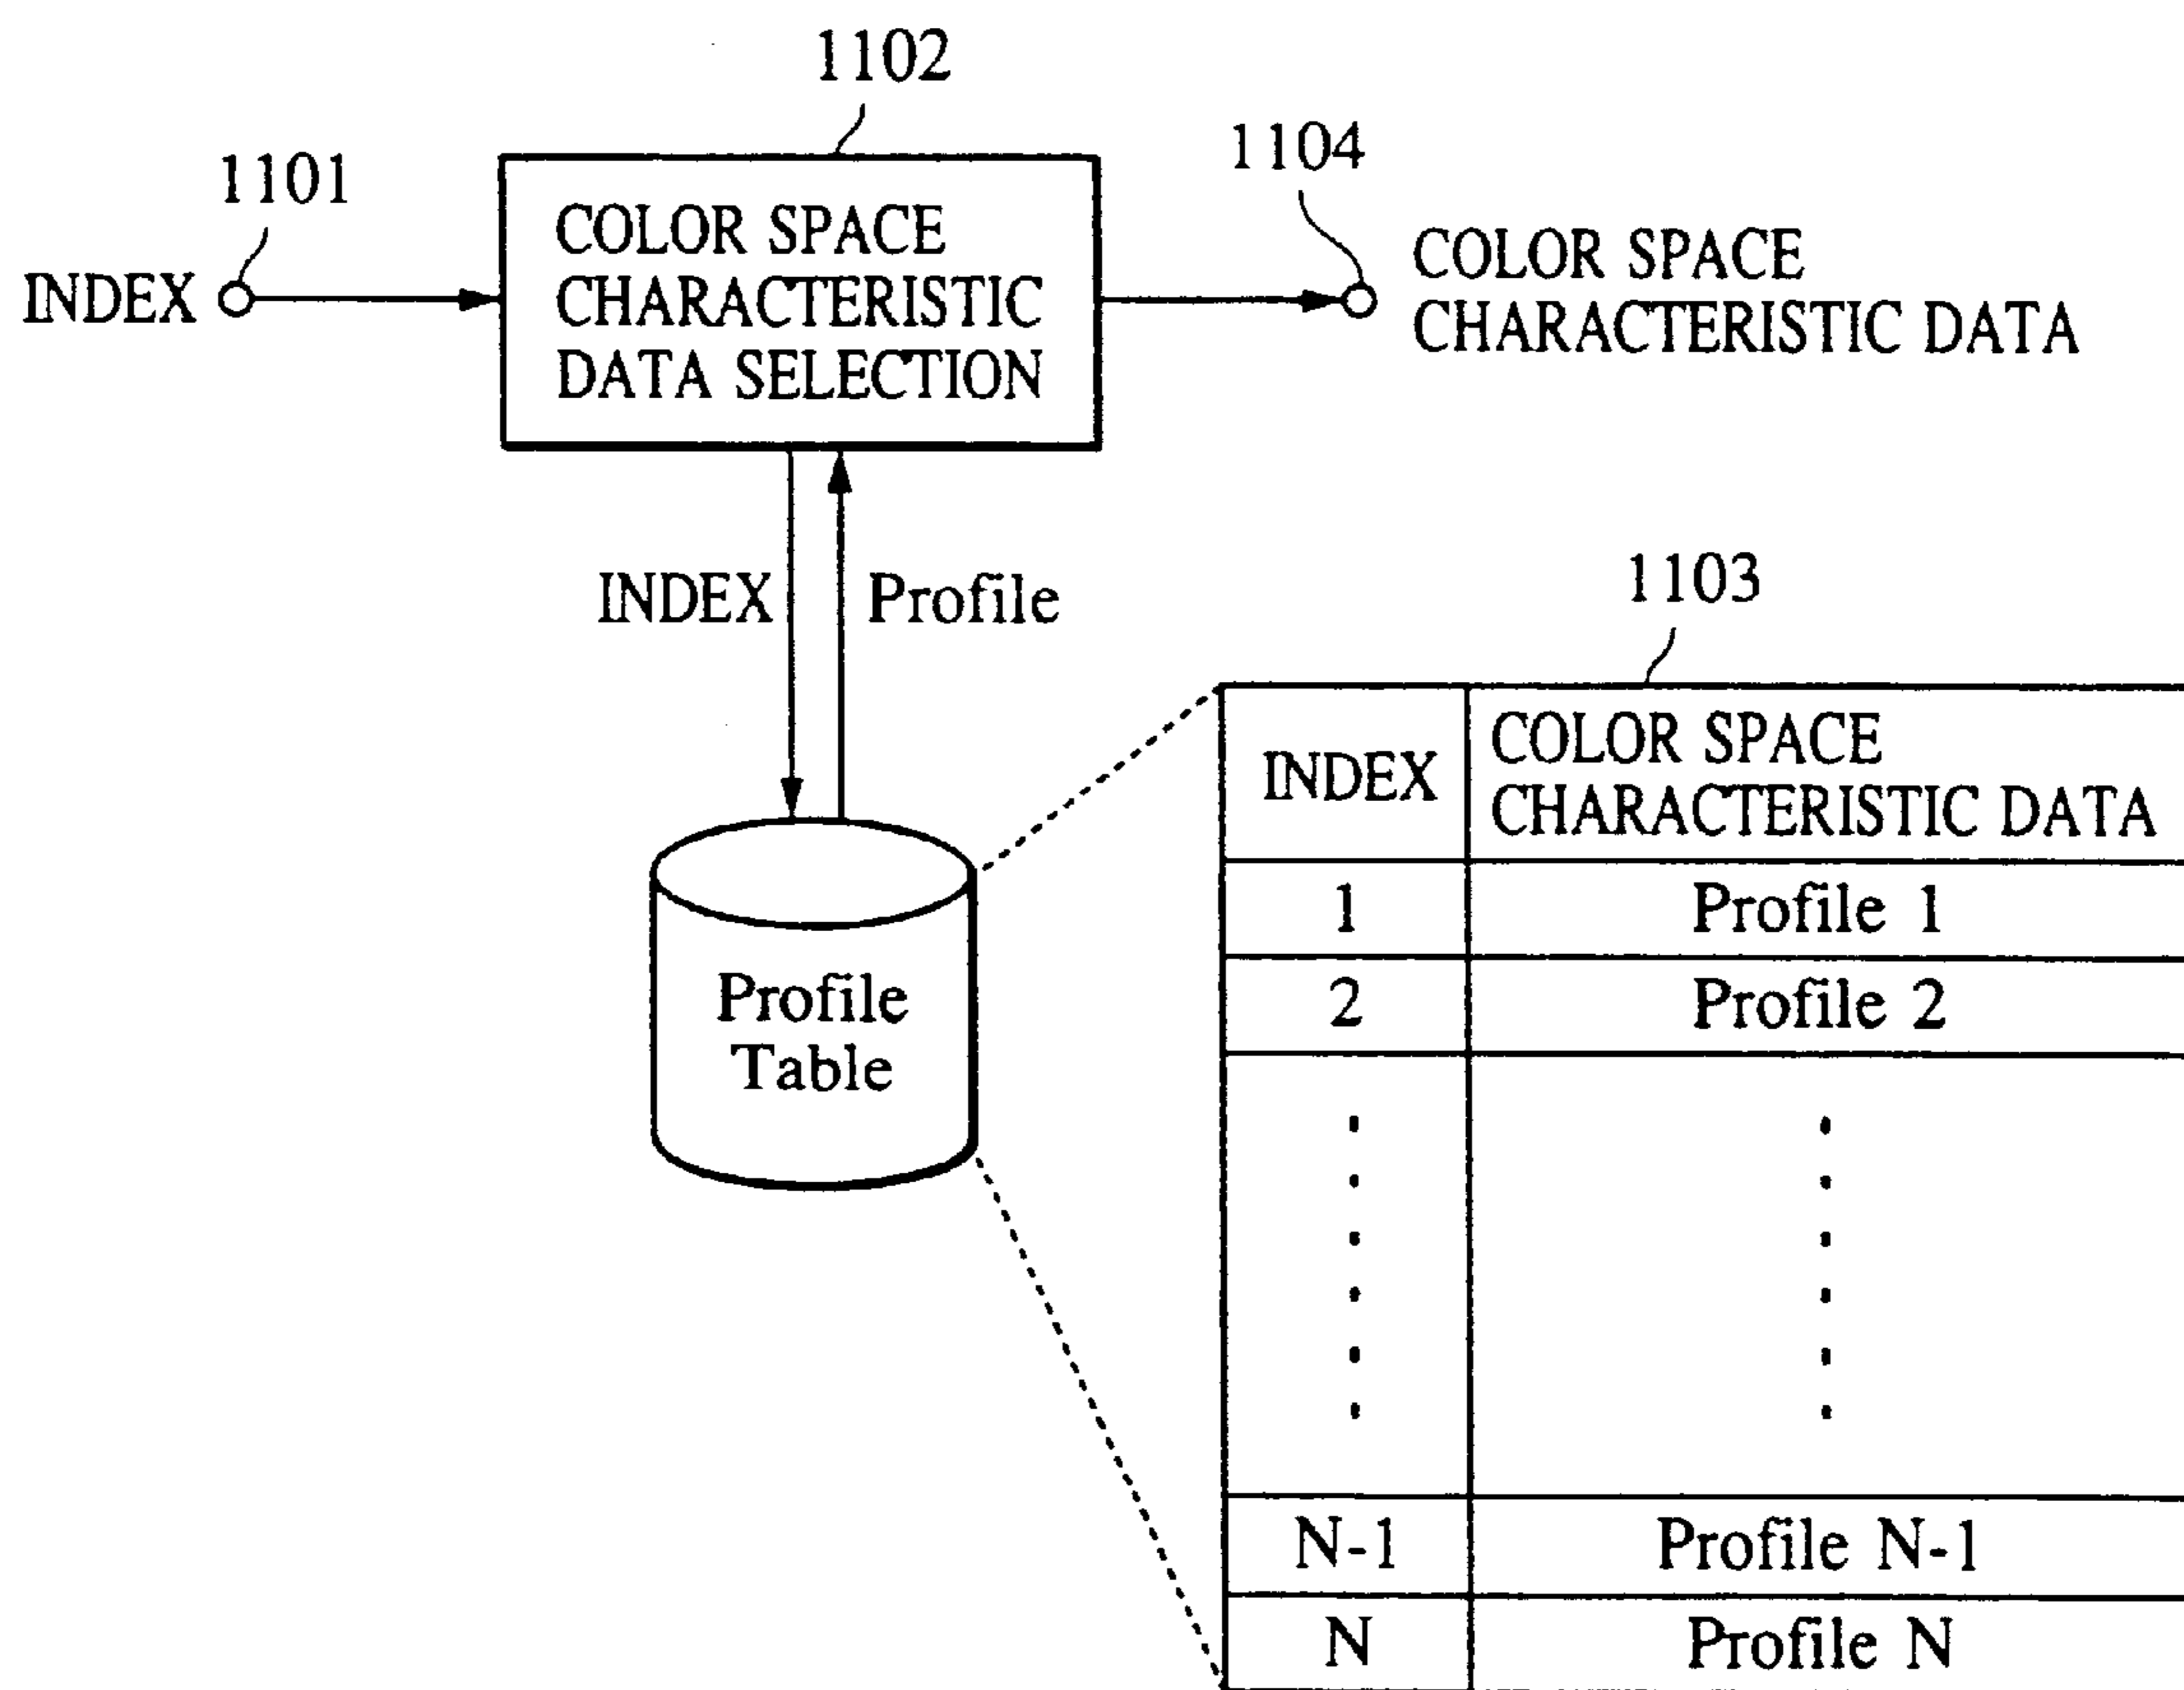 1102
1104
1101
COLOR SPACE
CHARACTERISTIC
DATA SELECTION
INDEX
COLOR SPACE
CHARACTERISTIC DATA
INDEX
Profile
1103
Profile
Table
INDEX
COLOR SPACE
CHARACTERISTIC DATA
1
Profile 1
2
Profile 2
N-1
Profile N-1
N
Profile N